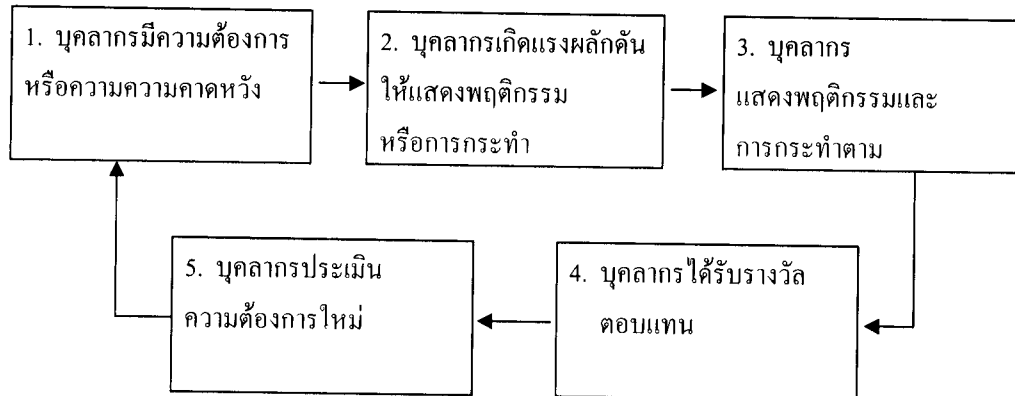 1. บุคลากรมีความต้องการ
หรือความความคาดหวัง
2. บุคลากรเกิดแรงผลักดัน
ให้แสดงพฤติกรรม
หรือการกระทำ
3. บุคลากร
แสดงพฤติกรรมและ
การกระทำตาม
4. บุคลากรได้รับรางวัล
ตอบแทน
5. บุคลากรประเมิน
ความต้องการใหม่